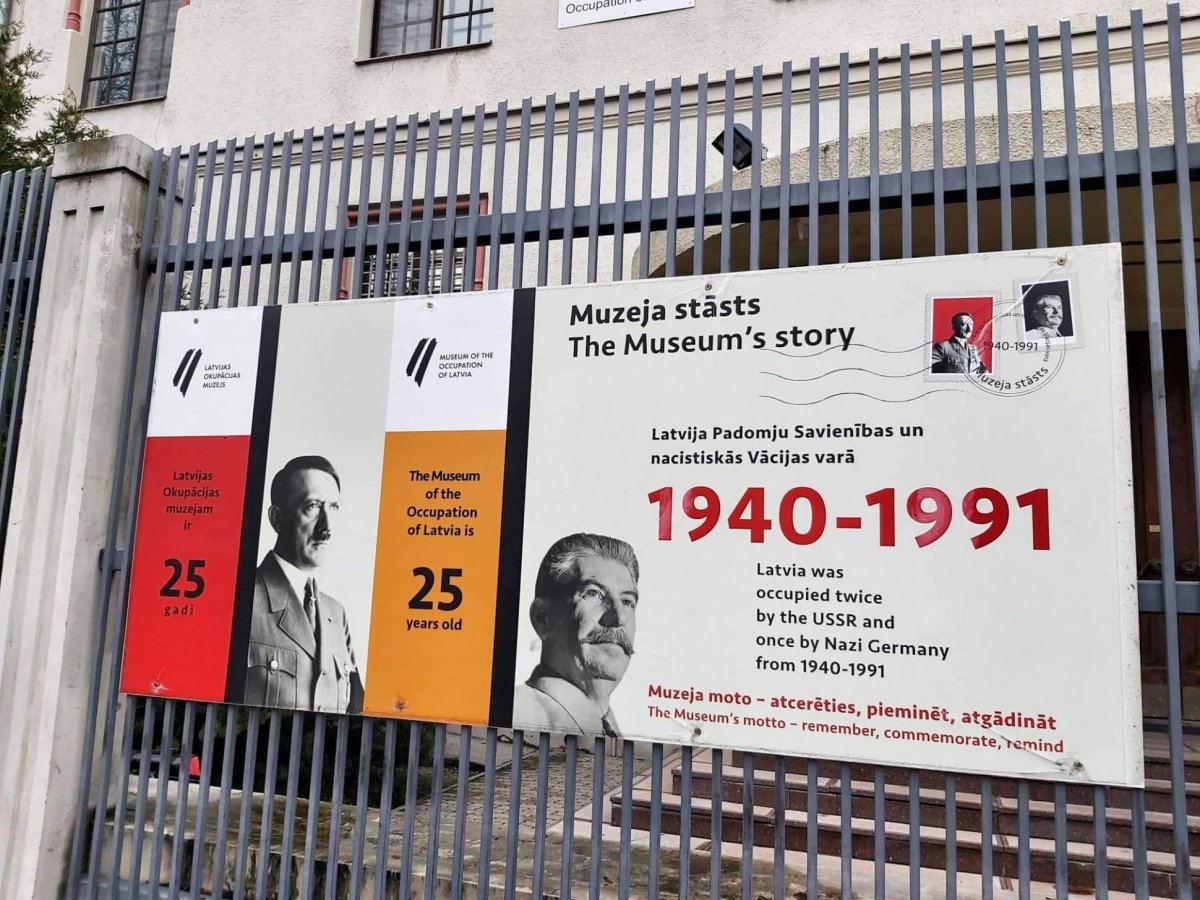 Occupation
LATVIJAS
OKUPĀCIJAS
MUZEJS
Latvijas
Okupācijas
muzejam
ir
25
gadi
MUSEUM OF THE
OCCUPATION
OF LATVIA
The Museum
of the
Occupation
of Latvia is
25
years old
Muzeja stāsts
The Museum's story
1940-1991
Muzeja stāsts
Latvija Padomju Savienības un
nacistiskās Vācijas varā
1940-1991
Latvia was
occupied twice
by the USSR and
once by Nazi Germany
from 1940-1991
Muzeja moto – atcerēties, pieminēt, atgādināt
The Museum's motto – remember, commemorate, remind